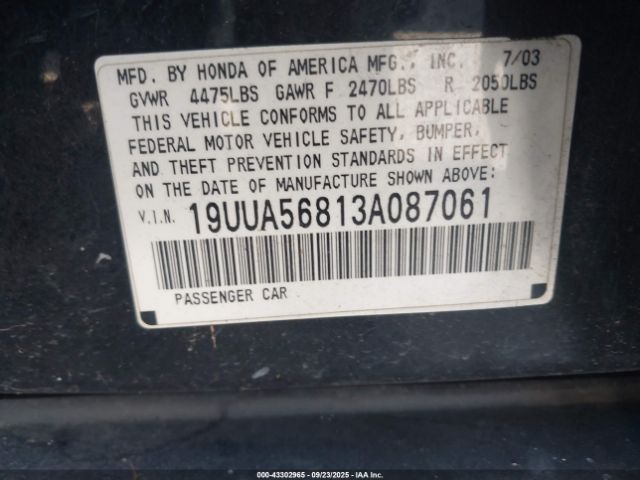 MFD. BY HONDA OF AMERICA MFG., INC. 7/03
GVWR 4475LBS GAWR F 2470LBS R 2050LBS
THIS VEHICLE CONFORMS TO ALL APPLICABLE
FEDERAL MOTOR VEHICLE SAFETY, BUMPER,
AND THEFT PREVENTION STANDARDS IN EFFECT
ON THE DATE OF MANUFACTURE SHOWN ABOVE:
V.I.N. 19UUA56813A087061
PASSENGER CAR
000-43302965 - 09/23/2025 - IAA Inc.